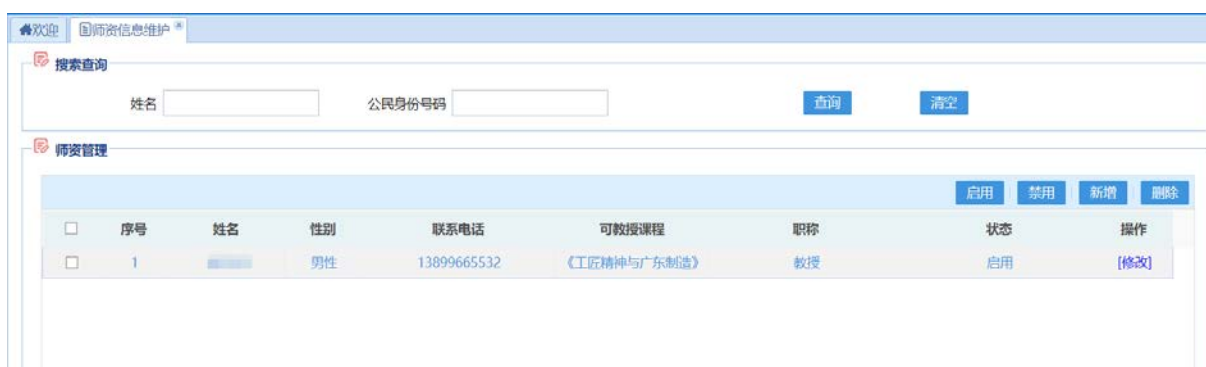 欢迎 师资信息维护
搜索查询
姓名 公民身份号码 查询 清空
师资管理
启用 禁用 新增 删除
序号 姓名 性别 联系电话 可教授课程 职称 状态 操作
1 男性 13899665532 《工匠精神与广东制造》 教授 启用 [修改]